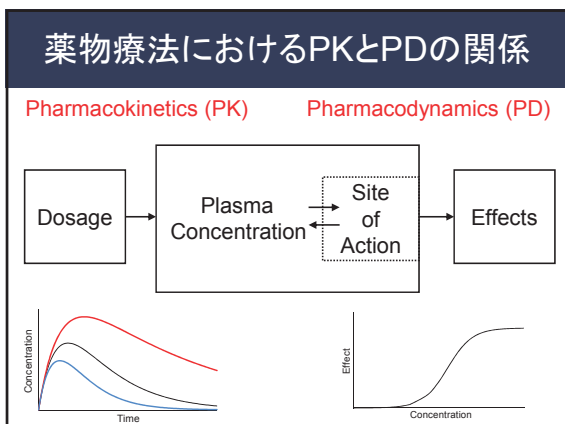 薬物療法におけるPKとPDの関係
Pharmacokinetics (PK)
Pharmacodynamics (PD)
Dosage
Plasma
Concentration
Site
of
Action
Effects
Concentration
Time
Effect
Concentration